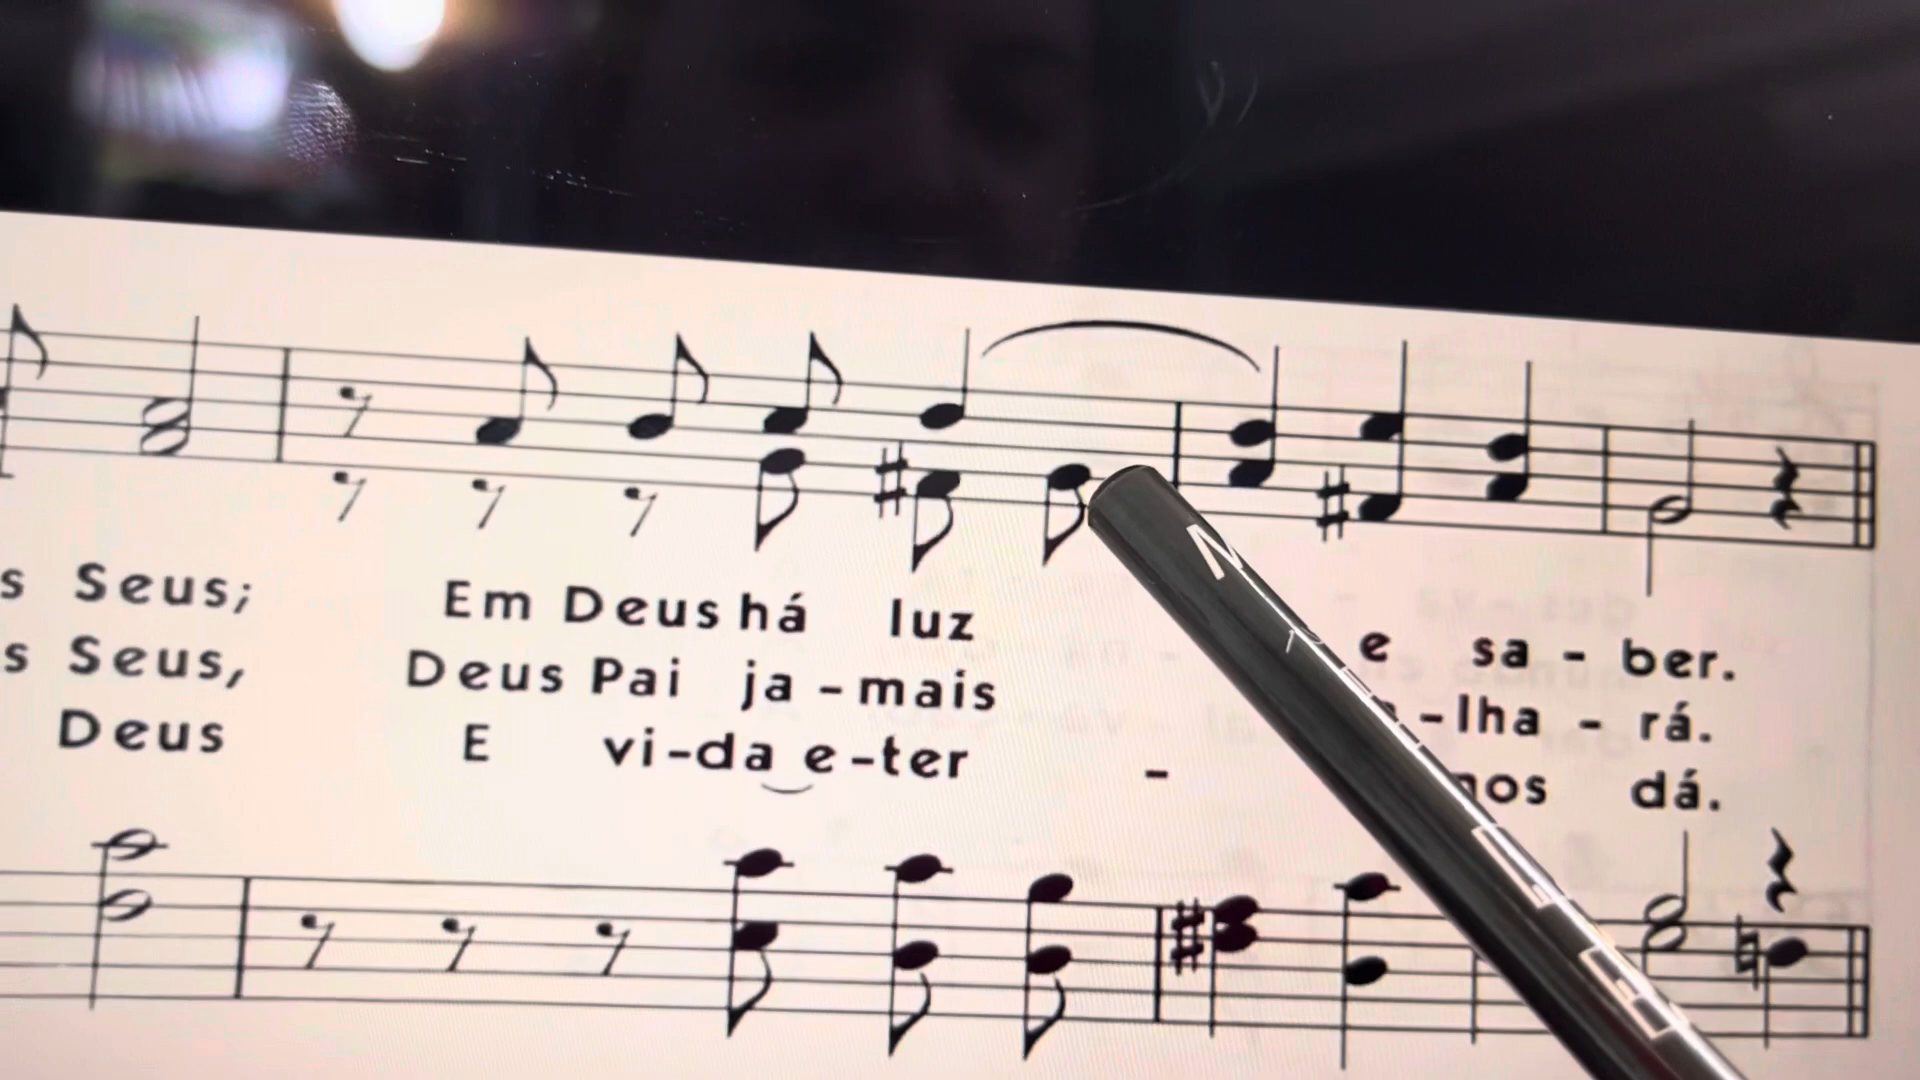 s Seus; Em Deus há luz e sa - ber.
s Seus, Deus Pai ja - mais - lha - rá.
Deus E vi - da e - ter - nos dá.